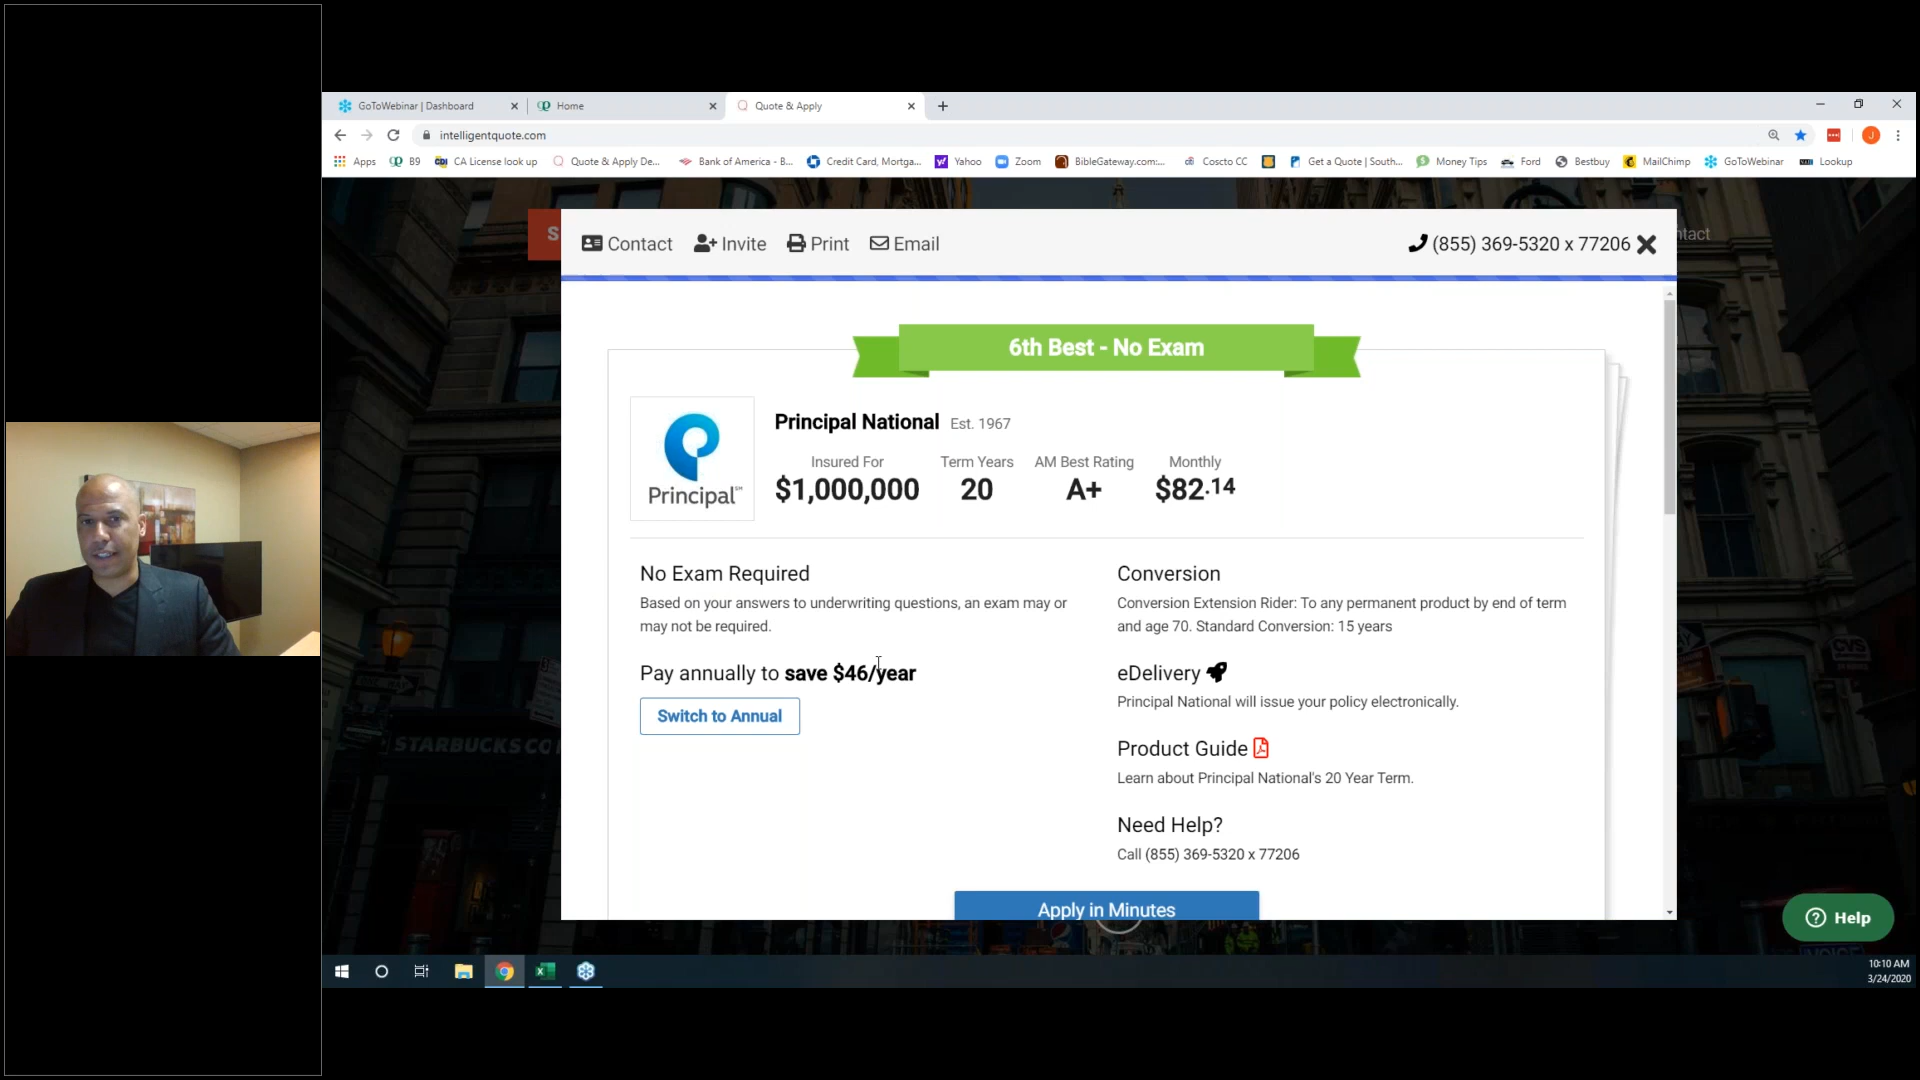 GoToWebinar | Dashboard
Home
Quote & Apply
intelligentquote.com
Apps
B9
CA License look up
Quote & Apply De...
Bank of America - B...
Credit Card, Mortga...
Yahoo
Zoom
BibleGateway.com:...
Coscto CC
Get a Quote | South...
Money Tips
Ford
Bestbuy
MailChimp
GoToWebinar
Lookup
S
Contact
Invite
Print
Email
(855) 369-5320 x 77206
ntact
6th Best - No Exam
Principal℠
Principal National Est. 1967
Insured For Term Years AM Best Rating Monthly
$1,000,000 20 A+ $82.14
No Exam Required
Based on your answers to underwriting questions, an exam may or
may not be required.
Pay annually to save $46/year
Switch to Annual
Conversion
Conversion Extension Rider: To any permanent product by end of term
and age 70. Standard Conversion: 15 years
eDelivery
Principal National will issue your policy electronically.
Product Guide
Learn about Principal National's 20 Year Term.
Need Help?
Call (855) 369-5320 x 77206
Apply in Minutes
STARBUCKS CO
CVS
Help
10:10 AM
3/24/2020